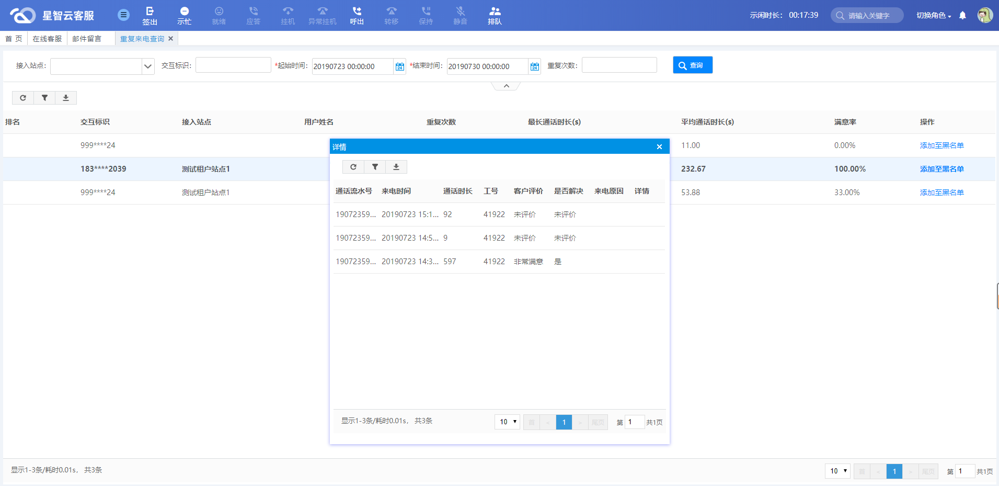 星智云客服
签出 示忙 就绪 应答 挂机 异常挂机 呼出 转移 保持 静音 排队
示闲时长： 00:17:39 请输入关键字 切换角色
首 页 在线客服 邮件留言 重复来电查询 ×
接入站点： 交互标识： *起始时间： 20190723 00:00:00 24 *结束时间： 20190730 00:00:00 24 重复次数： 查询
排名 交互标识 接入站点 用户姓名 重复次数 最长通话时长(s) 平均通话时长(s) 满意率 操作
999****24 11.00 0.00% 添加至黑名单
183****2039 测试租户站点1 232.67 100.00% 添加至黑名单
999****24 测试租户站点1 53.88 33.00% 添加至黑名单
详情 ×
通话流水号 来电时间 通话时长 工号 客户评价 是否解决 来电原因 详情
19072359... 20190723 15:1... 92 41922 未评价 未评价
19072359... 20190723 14:5... 9 41922 未评价 未评价
19072359... 20190723 14:3... 597 41922 非常满意 是
显示1-3条/耗时0.01s， 共3条 10 首 < 1 > 尾页 第 1 共1页
显示1-3条/耗时0.01s， 共3条 10 首 < 1 > 尾页 第 1 共1页